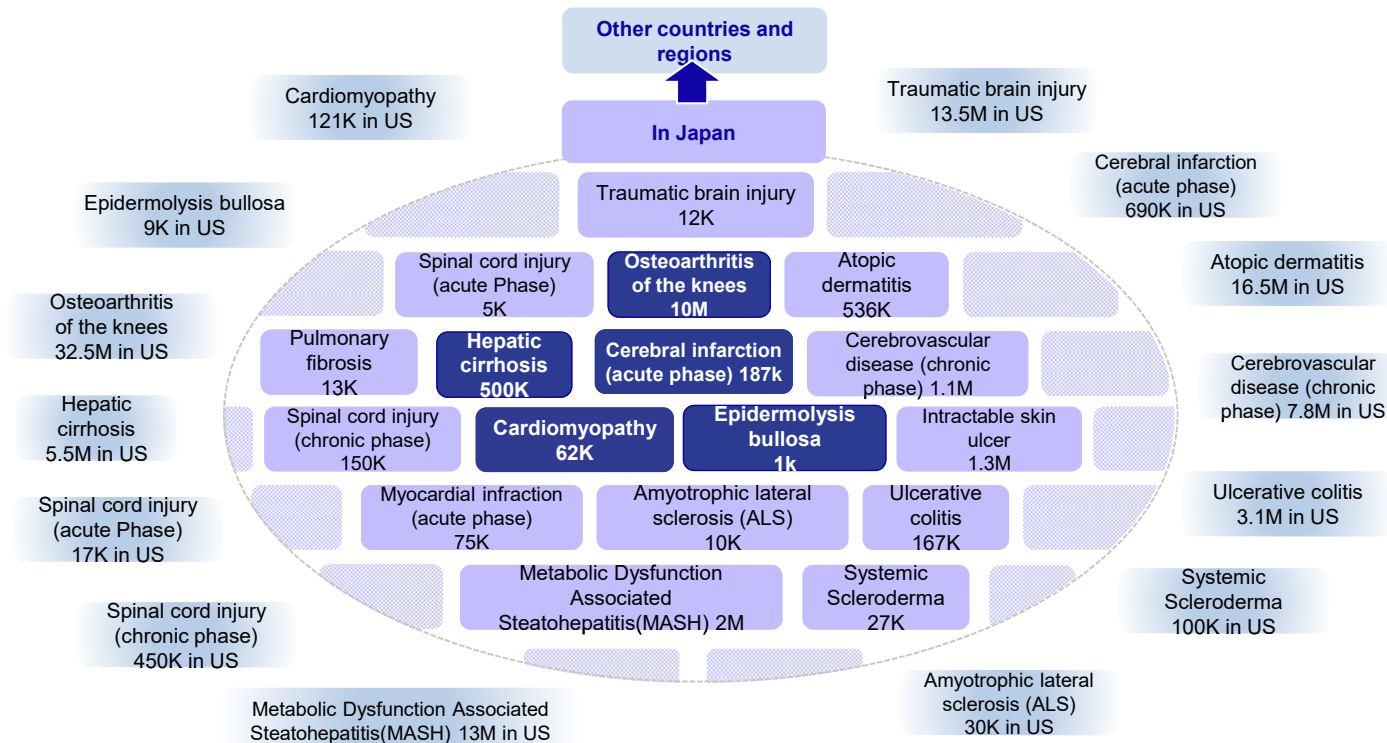 Other countries and
regions
Cardiomyopathy
121K in US
Traumatic brain injury
13.5M in US
In Japan
Cerebral infarction
(acute phase)
690K in US
Epidermolysis bullosa
9K in US
Traumatic brain injury
12K
Spinal cord injury
(acute Phase)
5K
Osteoarthritis
of the knees
10M
Atopic
dermatitis
536K
Atopic dermatitis
16.5M in US
Osteoarthritis
of the knees
32.5M in US
Pulmonary
fibrosis
13K
Hepatic
cirrhosis
500K
Cerebral infarction
(acute phase) 187k
Cerebrovascular
disease (chronic
phase) 1.1M
Cerebrovascular
disease (chronic
phase) 7.8M in US
Hepatic
cirrhosis
5.5M in US
Spinal cord injury
(chronic phase)
150K
Cardiomyopathy
62K
Epidermolysis
bullosa
1k
Intractable skin
ulcer
1.3M
Spinal cord injury
(acute Phase)
17K in US
Myocardial infraction
(acute phase)
75K
Amyotrophic lateral
sclerosis (ALS)
10K
Ulcerative
colitis
167K
Ulcerative colitis
3.1M in US
Metabolic Dysfunction
Associated
Steatohepatitis(MASH) 2M
Systemic
Scleroderma
27K
Systemic
Scleroderma
100K in US
Spinal cord injury
(chronic phase)
450K in US
Metabolic Dysfunction Associated
Steatohepatitis(MASH) 13M in US
Amyotrophic lateral
sclerosis (ALS)
30K in US